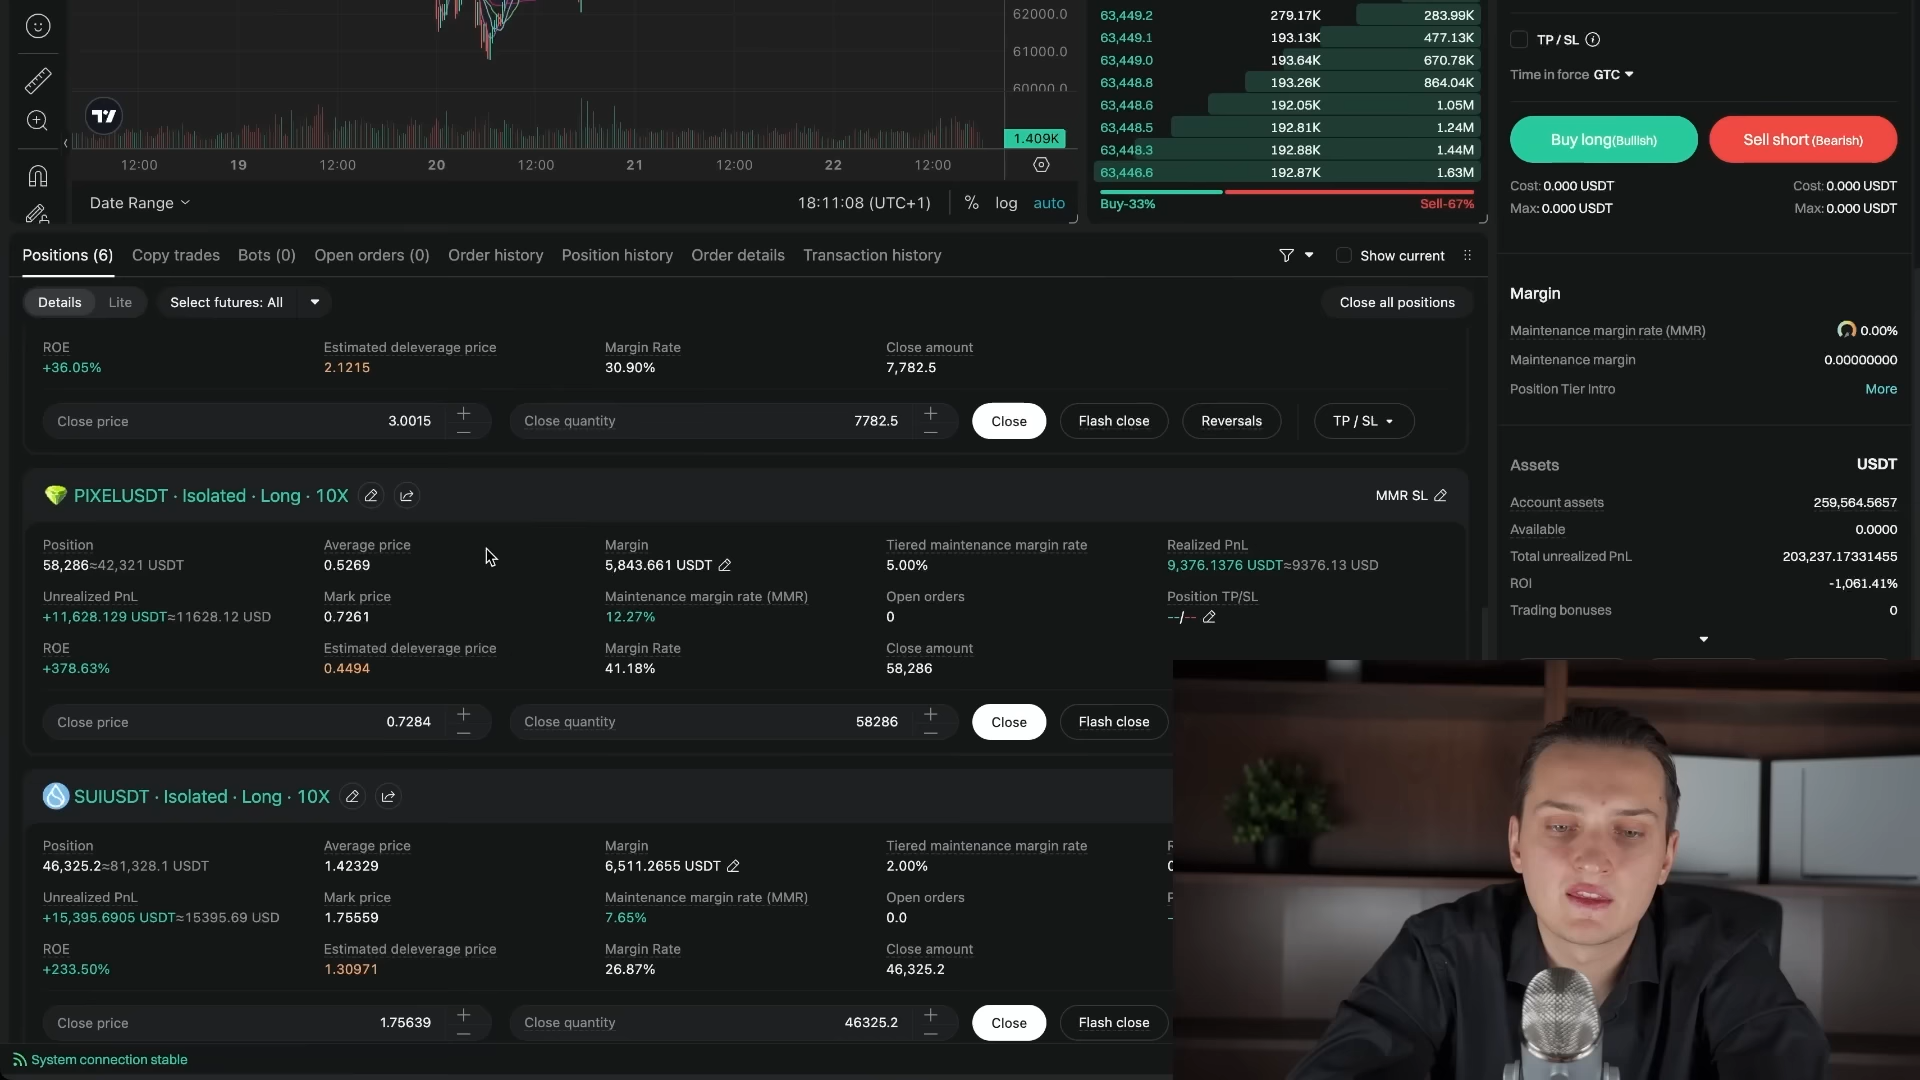 62000.0
61000.0
60000.0
1.409K
12:00 19 12:00 20 12:00 21 12:00 22 12:00
Date Range 18:11:08 (UTC+1) % log auto
63,449.2 279.17K 283.99K
63,449.1 193.13K 477.13K
63,449.0 193.64K 670.78K
63,448.8 193.26K 864.04K
63,448.6 192.05K 1.05M
63,448.5 192.81K 1.24M
63,448.3 192.88K 1.44M
63,446.6 192.87K 1.63M
Buy-33% Sell-67%
TP / SL
Time in force GTC
Buy long(Bullish) Sell short (Bearish)
Cost: 0.000 USDT Cost: 0.000 USDT
Max: 0.000 USDT Max: 0.000 USDT
Positions (6) Copy trades Bots (0) Open orders (0) Order history Position history Order details Transaction history Show current
Details Lite Select futures: All Close all positions
ROE Estimated deleverage price Margin Rate Close amount
+36.05% 2.1215 30.90% 7,782.5
Close price 3.0015 Close quantity 7782.5 Close Flash close Reversals TP / SL
PIXELUSDT · Isolated · Long · 10X MMR SL
Position Average price Margin Tiered maintenance margin rate Realized PnL
58,286≈42,321 USDT 0.5269 5,843.661 USDT 5.00% 9,376.1376 USDT≈9376.13 USD
Unrealized PnL Mark price Maintenance margin rate (MMR) Open orders Position TP/SL
+11,628.129 USDT≈11628.12 USD 0.7261 12.27% 0 --/--
ROE Estimated deleverage price Margin Rate Close amount
+378.63% 0.4494 41.18% 58,286
Close price 0.7284 Close quantity 58286 Close Flash close
SUIUSDT · Isolated · Long · 10X
Position Average price Margin Tiered maintenance margin rate
46,325.2≈81,328.1 USDT 1.42329 6,511.2655 USDT 2.00%
Unrealized PnL Mark price Maintenance margin rate (MMR) Open orders
+15,395.6905 USDT≈15395.69 USD 1.75559 7.65% 0.0
ROE Estimated deleverage price Margin Rate Close amount
+233.50% 1.30971 26.87% 46,325.2
Close price 1.75639 Close quantity 46325.2 Close Flash close
System connection stable
Margin
Maintenance margin rate (MMR) 0.00%
Maintenance margin 0.00000000
Position Tier Intro More
Assets USDT
Account assets 259,564.5657
Available 0.0000
Total unrealized PnL 203,237.17331455
ROI -1,061.41%
Trading bonuses 0